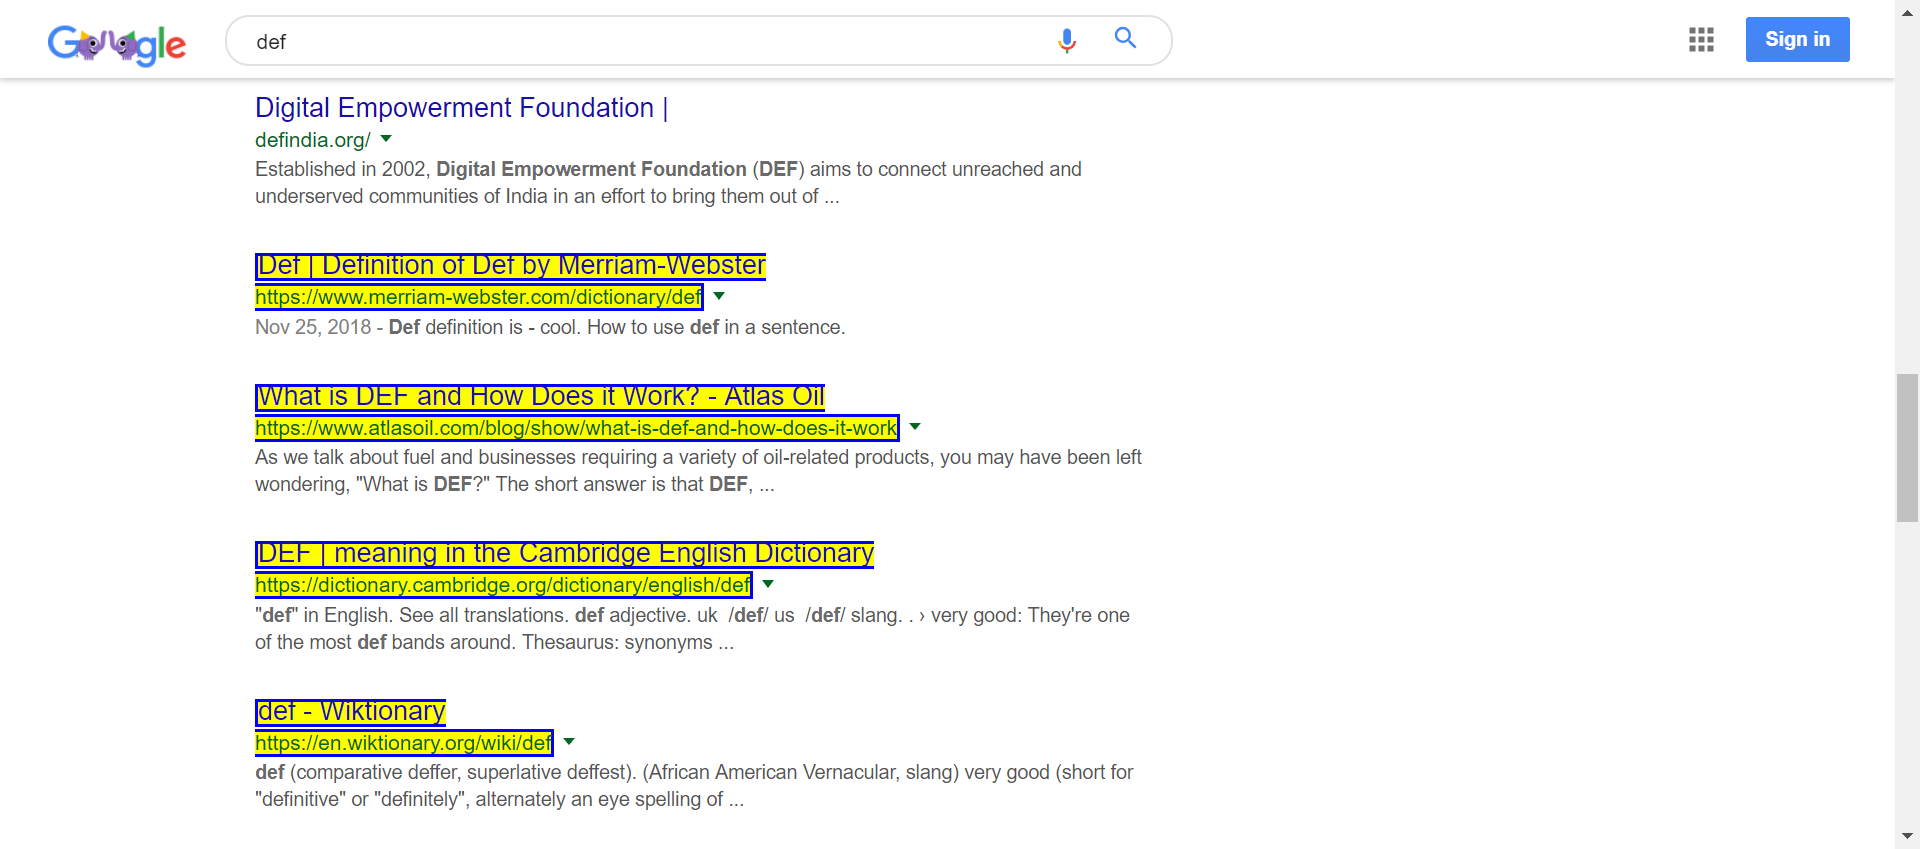 Google
def
Sign in
Digital Empowerment Foundation |
defindia.org/
Established in 2002, Digital Empowerment Foundation (DEF) aims to connect unreached and
underserved communities of India in an effort to bring them out of ...
Def | Definition of Def by Merriam-Webster
https://www.merriam-webster.com/dictionary/def
Nov 25, 2018 - Def definition is - cool. How to use def in a sentence.
What is DEF and How Does it Work? - Atlas Oil
https://www.atlasoil.com/blog/show/what-is-def-and-how-does-it-work
As we talk about fuel and businesses requiring a variety of oil-related products, you may have been left
wondering, "What is DEF?" The short answer is that DEF, ...
DEF | meaning in the Cambridge English Dictionary
https://dictionary.cambridge.org/dictionary/english/def
"def" in English. See all translations. def adjective. uk /def/ us /def/ slang. . › very good: They're one
of the most def bands around. Thesaurus: synonyms ...
def - Wiktionary
https://en.wiktionary.org/wiki/def
def (comparative deffer, superlative deffest). (African American Vernacular, slang) very good (short for
"definitive" or "definitely", alternately an eye spelling of ...